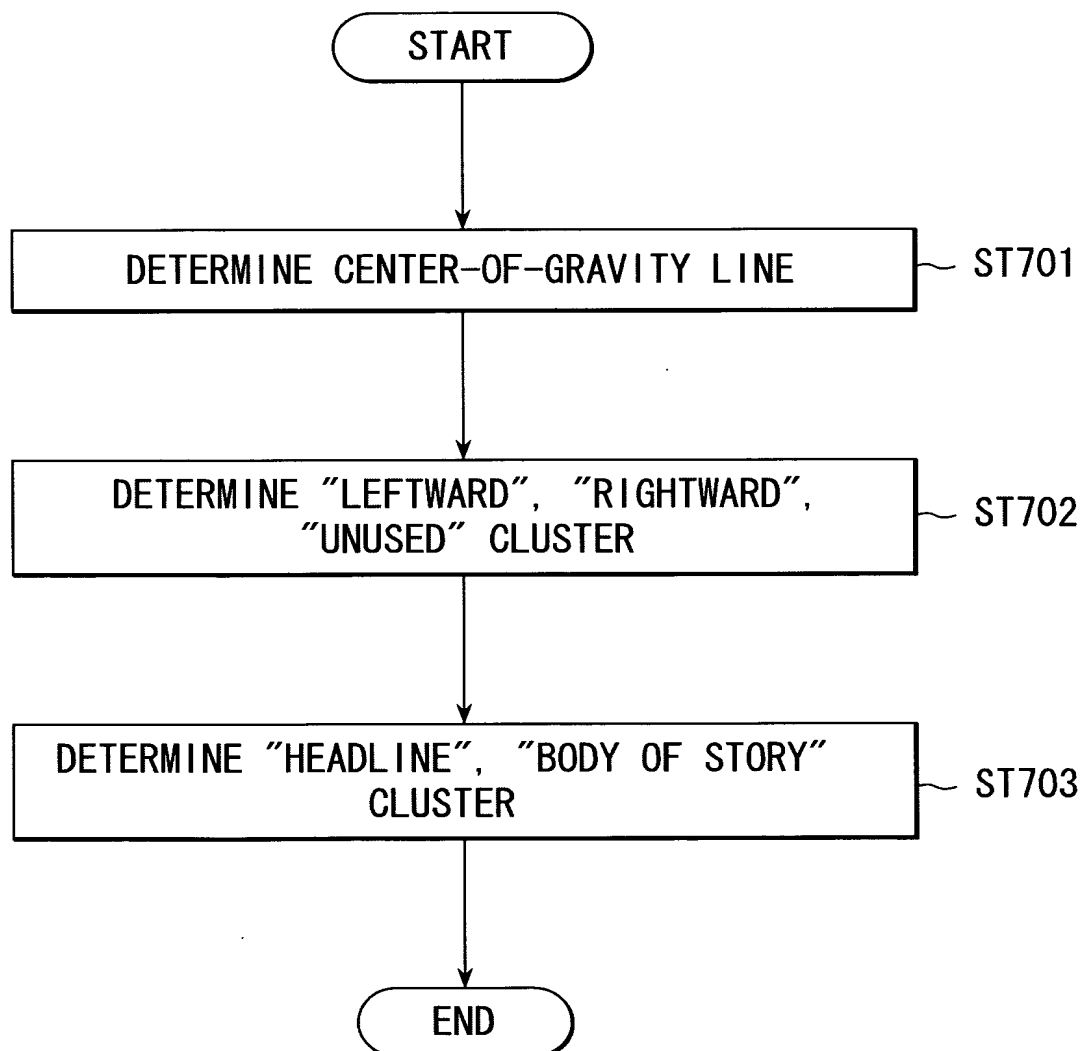 START
DETERMINE CENTER-OF-GRAVITY LINE
ST701
DETERMINE "LEFTWARD", "RIGHTWARD",
"UNUSED" CLUSTER
ST702
DETERMINE "HEADLINE", "BODY OF STORY"
CLUSTER
ST703
END